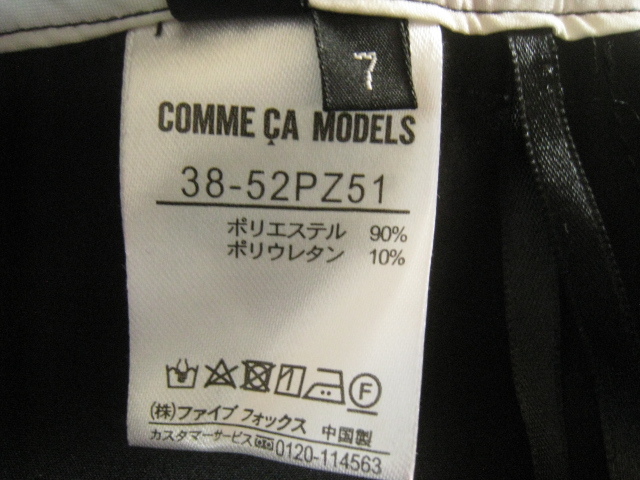 7
COMME ÇA MODELS
38-52PZ51
ポリエステル 90%
ポリウレタン 10%
F
(株)ファイブ フォックス 中国製
カスタマーサービス 0120-114563